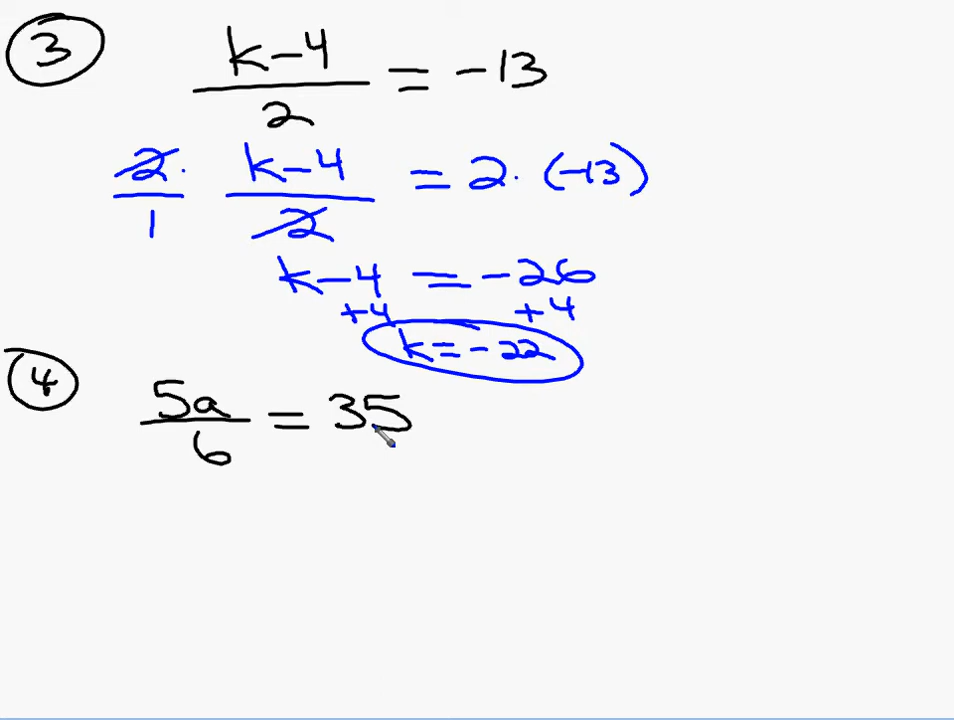 ③ k-4/2 = -13
2/1 · k-4/2 = 2·(-13)
k-4 = -26
+4 +4
k = -22
④ 5a/6 = 35